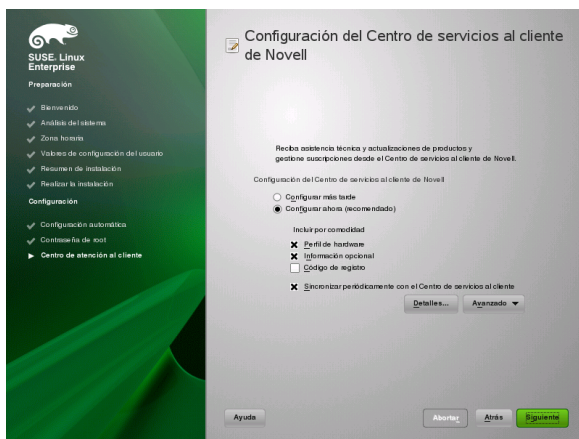 SUSE. Linux
Enterprise
Preparación
Bienvenido
Análisis del sistema
Zona horaria
Valores de configuración del usuario
Resumen de instalación
Realizar la instalación
Configuración
Configuración automática
Contraseña de root
Centro de atención al cliente
Configuración del Centro de servicios al cliente
de Novell
Reciba asistencia técnica y actualizaciones de productos y
gestione suscripciones desde el Centro de servicios al cliente de Novell.
Configuración del Centro de servicios al cliente de Novell
Configurar más tarde
Configurar ahora (recomendado)
Incluir por comodidad
Perfil de hardware
Información opcional
Código de registro
Sincronizar periódicamente con el Centro de servicios al cliente
Detalles...
Avanzado
Ayuda
Abortar
Atrás
Siguiente